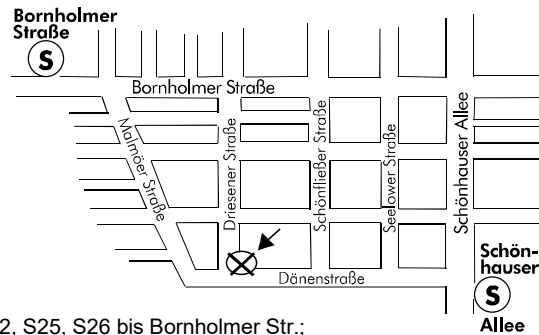 Bornholmer
Straße
S
Bornholmer Straße
Malmöer Straße
Driesener Straße
Schönfließer Straße
Seelower Straße
Schönhauser Allee
Dänenstraße
Schön-
hauser
S
Allee
2, S25, S26 bis Bornholmer Str.;